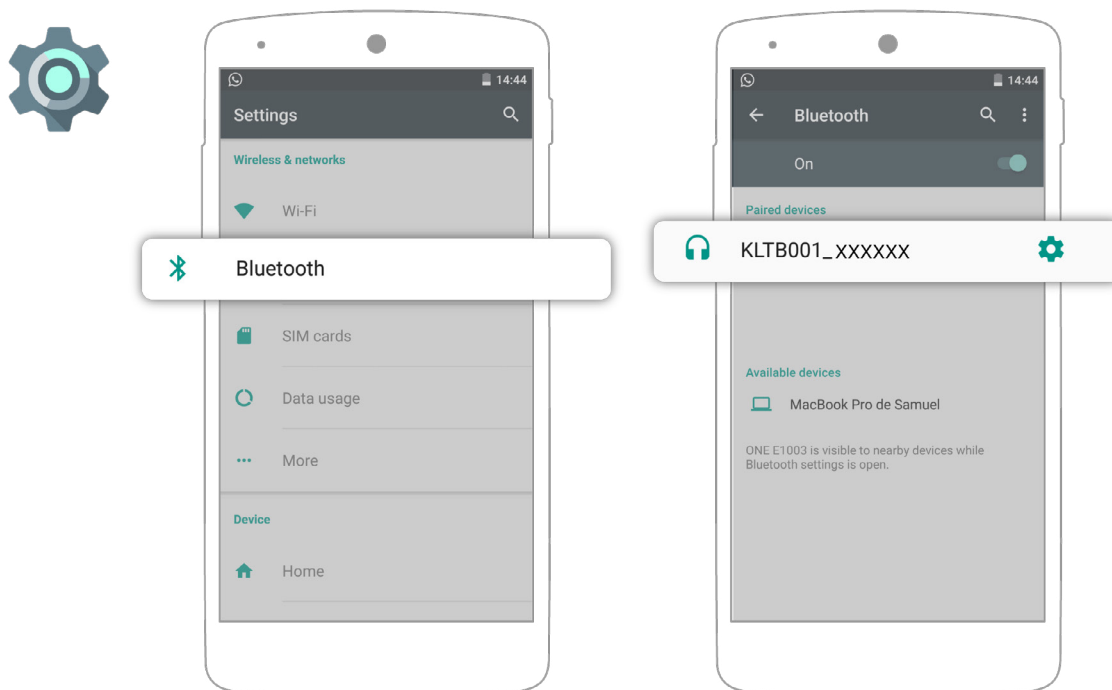 14:44
Settings
Wireless & networks
Wi-Fi
Bluetooth
SIM cards
Data usage
More
Device
Home
14:44
Bluetooth
On
Paired devices
KLTB001_XXXXXX
Available devices
MacBook Pro de Samuel
ONE E1003 is visible to nearby devices while
Bluetooth settings is open.